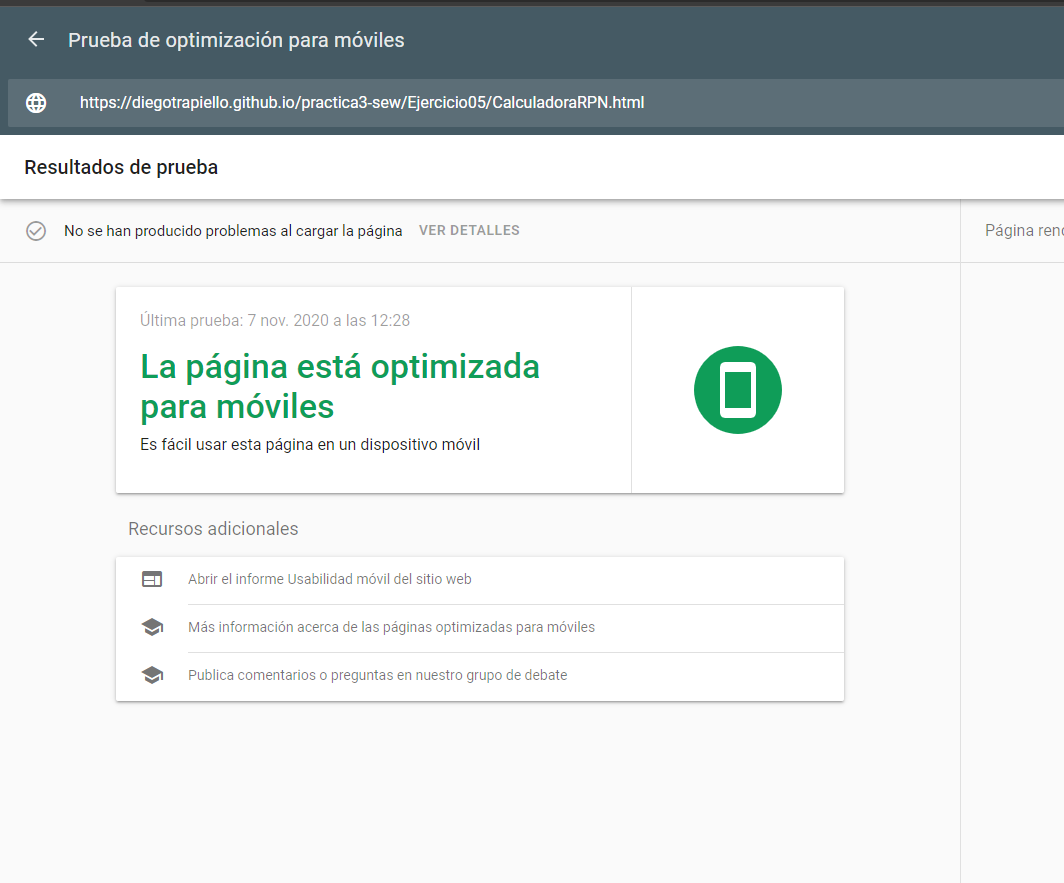 Prueba de optimización para móviles
https://diegotrapiello.github.io/practica3-sew/Ejercicio05/CalculadoraRPN.html
Resultados de prueba
No se han producido problemas al cargar la página VER DETALLES
Página
Última prueba: 7 nov. 2020 a las 12:28
La página está optimizada
para móviles
Es fácil usar esta página en un dispositivo móvil
Recursos adicionales
Abrir el informe Usabilidad móvil del sitio web
Más información acerca de las páginas optimizadas para móviles
Publica comentarios o preguntas en nuestro grupo de debate